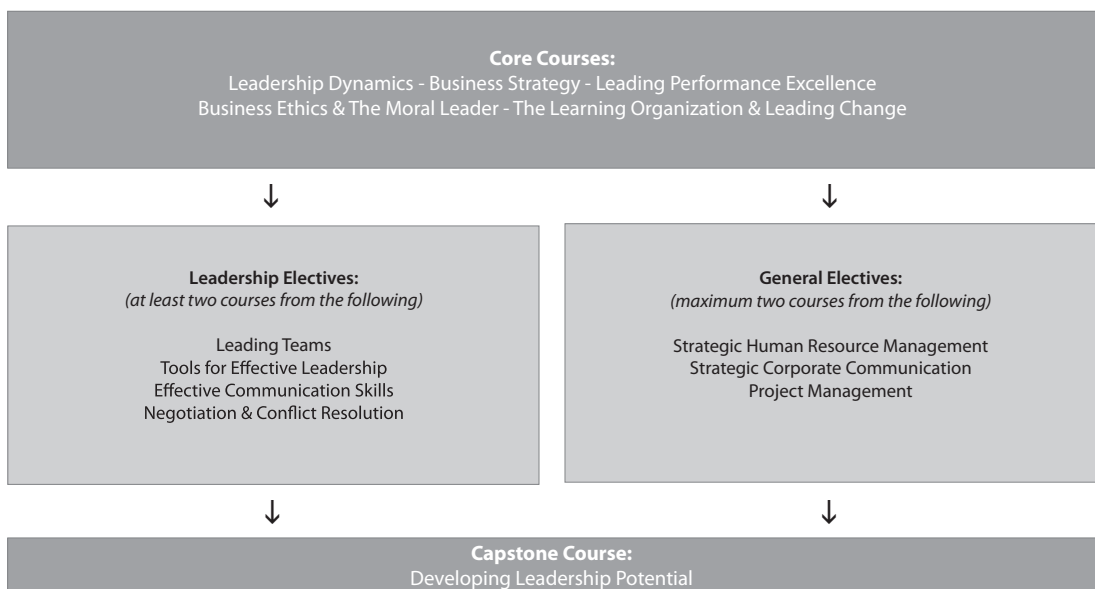 Core Courses:
Leadership Dynamics - Business Strategy - Leading Performance Excellence
Business Ethics & The Moral Leader - The Learning Organization & Leading Change
Leadership Electives:
(at least two courses from the following)
Leading Teams
Tools for Effective Leadership
Effective Communication Skills
Negotiation & Conflict Resolution
General Electives:
(maximum two courses from the following)
Strategic Human Resource Management
Strategic Corporate Communication
Project Management
Capstone Course:
Developing Leadership Potential